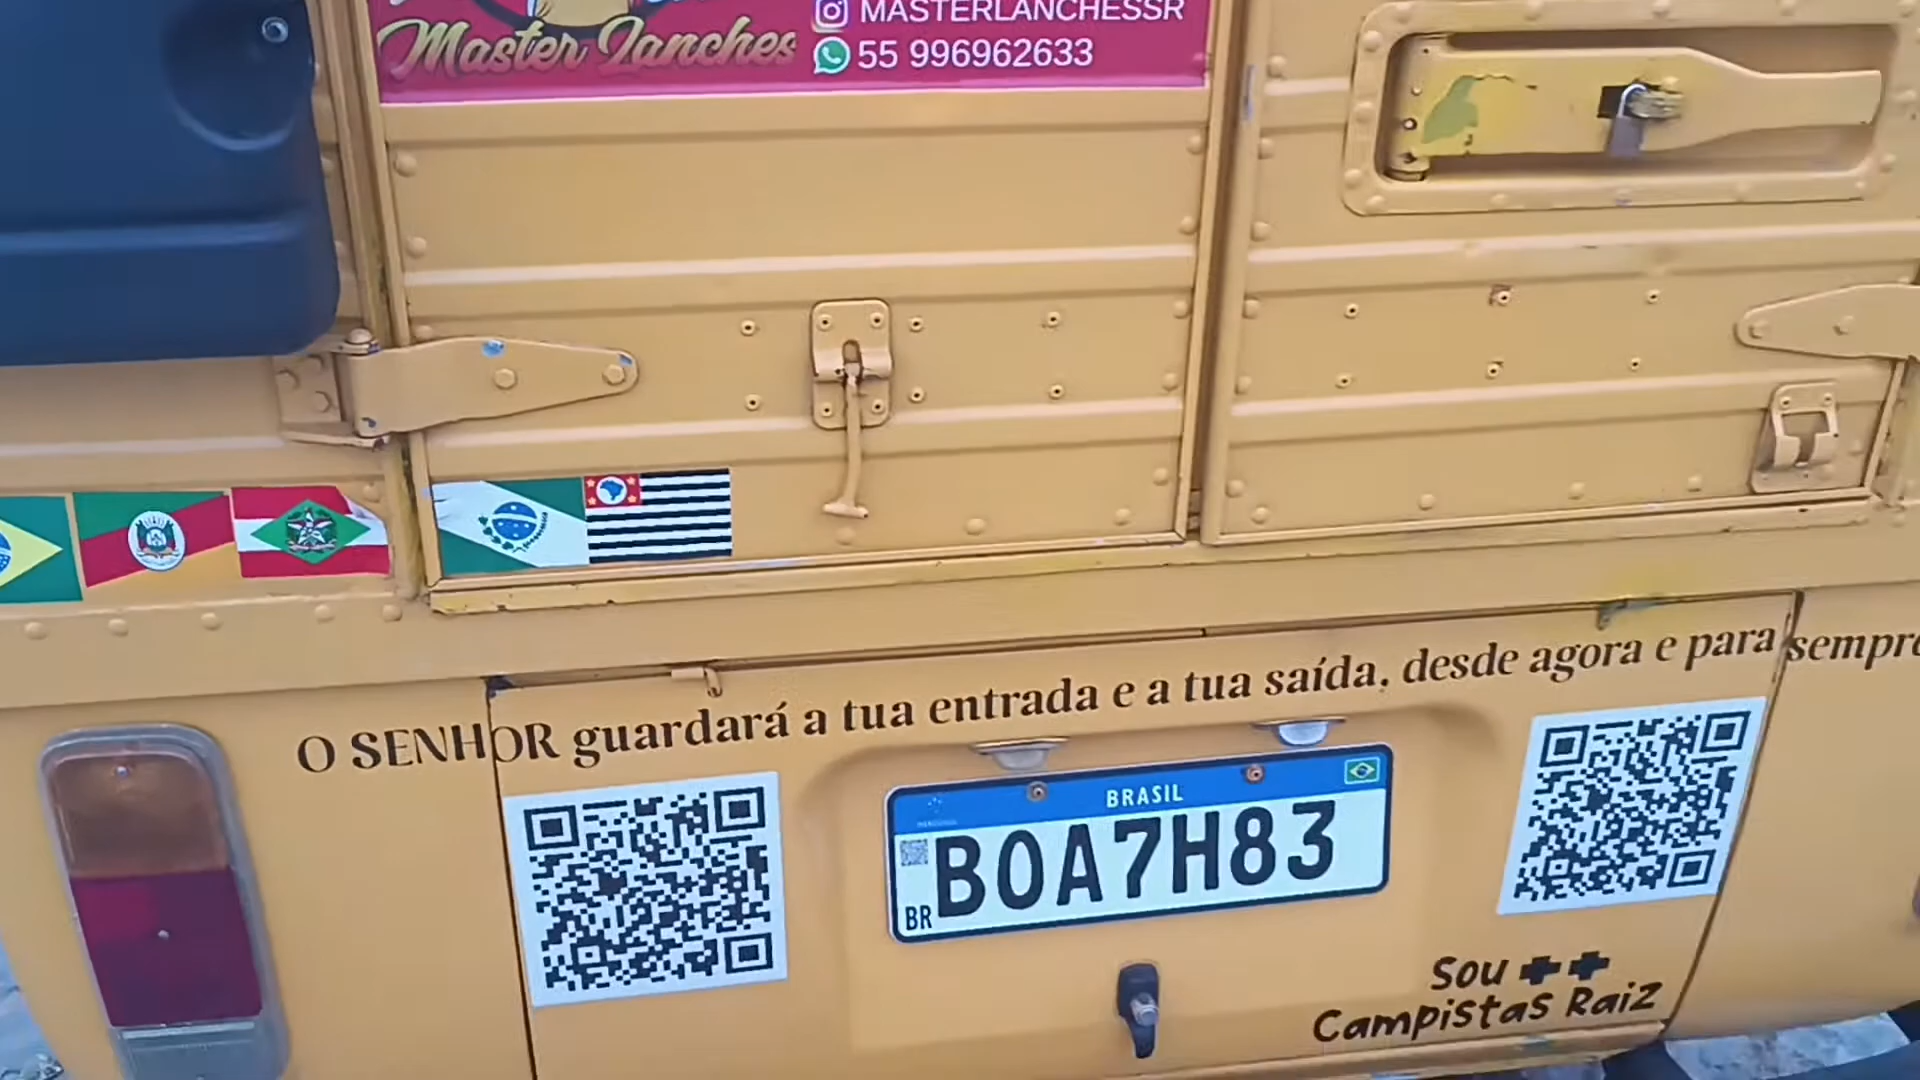 MASTERLANCHESSR
Master Lanches
55 996962633
O SENHOR guardará a tua entrada e a tua saída, desde agora e para sempre
BRASIL
BR
BOA7H83
Sou ++
Campistas Raiz